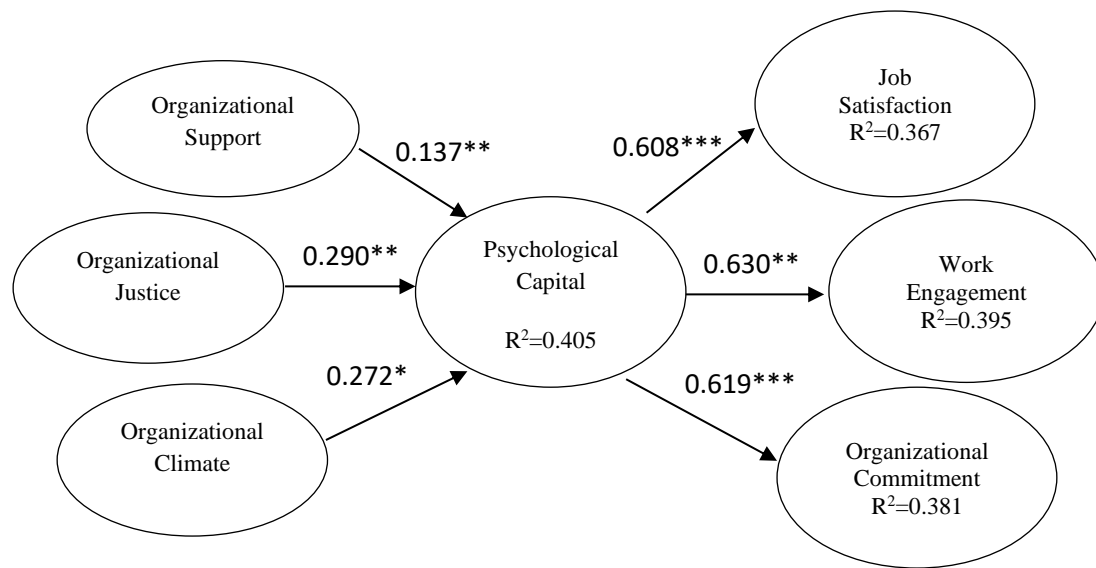 Organizational
Support
0.137**
Organizational
Justice
0.290**
Organizational
Climate
0.272*
Psychological
Capital
R²=0.405
0.608***
Job
Satisfaction
R²=0.367
0.630**
Work
Engagement
R²=0.395
0.619***
Organizational
Commitment
R²=0.381